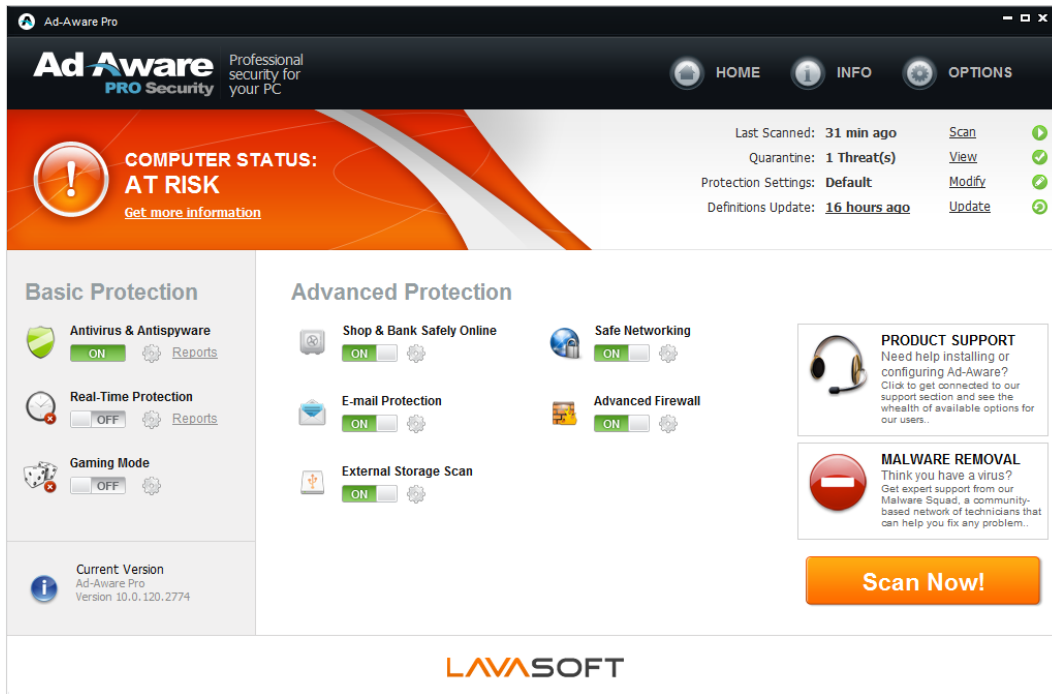 Ad-Aware Pro
Ad-Aware
PRO Security
Professional
security for
your PC
HOME
INFO
OPTIONS
COMPUTER STATUS:
AT RISK
Get more information
Last Scanned: 31 min ago Scan
Quarantine: 1 Threat(s) View
Protection Settings: Default Modify
Definitions Update: 16 hours ago Update
Basic Protection
Antivirus & Antispyware
ON Reports
Real-Time Protection
OFF Reports
Gaming Mode
OFF
Current Version
Ad-Aware Pro
Version 10.0.120.2774
Advanced Protection
Shop & Bank Safely Online
ON
E-mail Protection
ON
External Storage Scan
ON
Safe Networking
ON
Advanced Firewall
ON
PRODUCT SUPPORT
Need help installing or
configuring Ad-Aware?
Click to get connected to our
support section and see the
whealth of available options for
our users..
MALWARE REMOVAL
Think you have a virus?
Get expert support from our
Malware Squad, a community-
based network of technicians that
can help you fix any problem..
Scan Now!
LAVASOFT